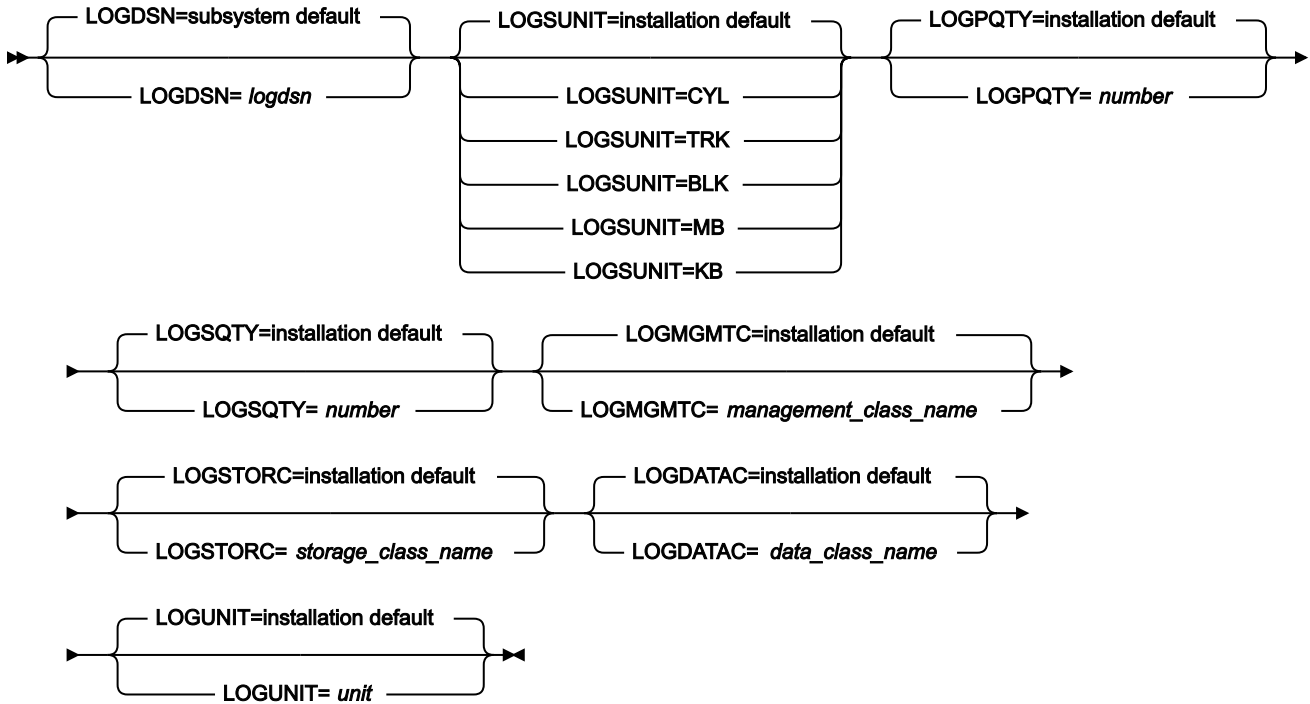 LOGDSN=subsystem default
LOGDSN= logdsn
LOGSUNIT=installation default
LOGSUNIT=CYL
LOGSUNIT=TRK
LOGSUNIT=BLK
LOGSUNIT=MB
LOGSUNIT=KB
LOGPQTY=installation default
LOGPQTY= number
LOGSQTY=installation default
LOGSQTY= number
LOGMGMTC=installation default
LOGMGMTC= management_class_name
LOGSTORC=installation default
LOGSTORC= storage_class_name
LOGDATAC=installation default
LOGDATAC= data_class_name
LOGUNIT=installation default
LOGUNIT= unit